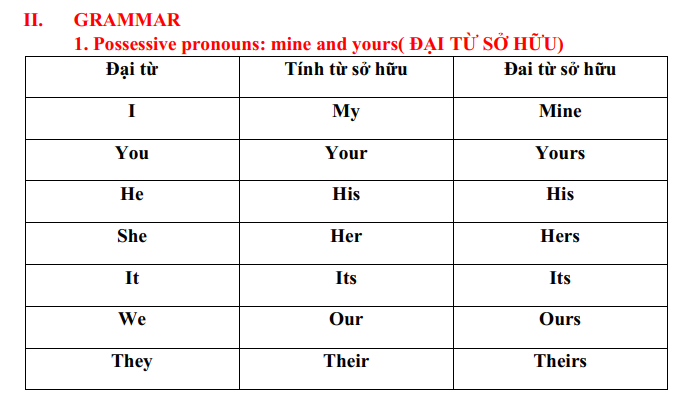 II. GRAMMAR
1. Possessive pronouns: mine and yours( ĐẠI TỪ SỞ HỮU)
Đại từ Tính từ sở hữu Đai từ sở hữu
I My Mine
You Your Yours
He His His
She Her Hers
It Its Its
We Our Ours
They Their Theirs